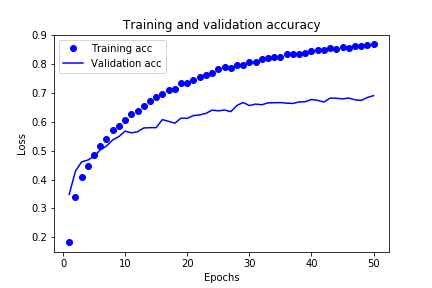 Training and validation accuracy
Training acc
Validation acc
Loss
0.9
0.8
0.7
0.6
0.5
0.4
0.3
0.2
0 10 20 30 40 50
Epochs